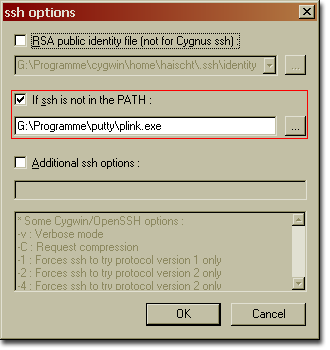 ssh options
RSA public identity file (not for Cygnus ssh) :
G:\Programme\cygwin\home\haischt\.ssh\identity
...
If ssh is not in the PATH :
G:\Programme\putty\plink.exe
...
Additional ssh options :
* Some Cygwin/OpenSSH options :
-v : Verbose mode
-C : Request compression
-1 : Forces ssh to try protocol version 1 only
-2 : Forces ssh to try protocol version 2 only
-4 : Forces ssh to try protocol version 2 only
OK
Cancel